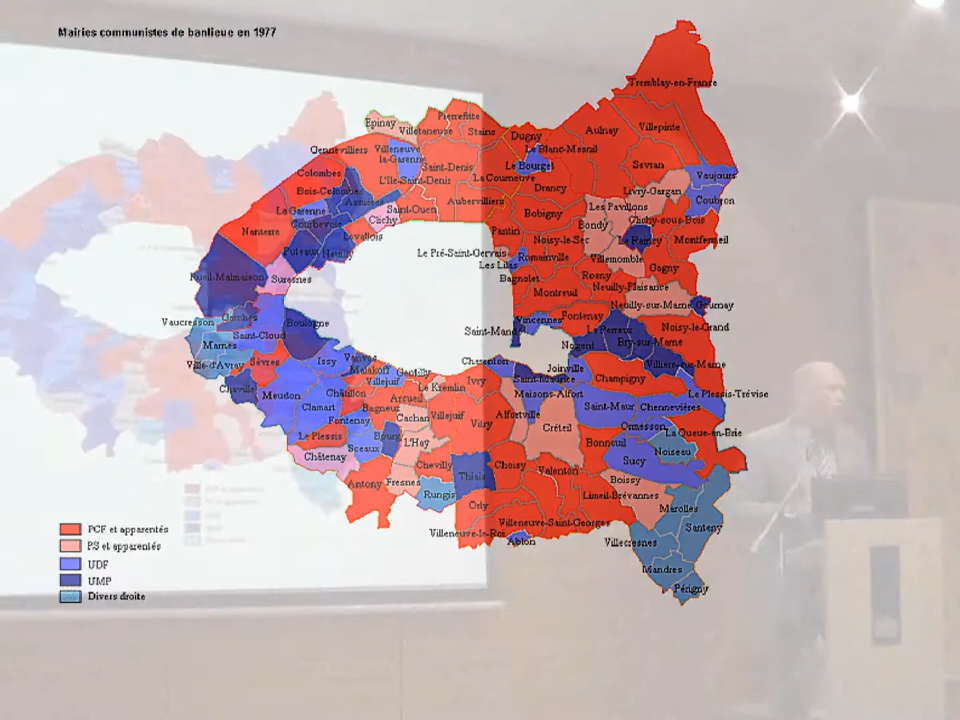 Mairies communistes de banlieue en 1977
Tremblay-en-France
Epinay
Pierrefitte
Villetaneuse
Stains
Dugny
Aulnay
Villepinte
Gennevilliers
Villeneuve
la-Garenne
Le Blanc-Mesnil
Le Bourget
Saint-Denis
Sevran
Colombes
L'Ile-Saint-Denis
La Courneuve
Vaujours
Bois-Colombes
Drancy
Livry-Gargan
Asnières
Aubervilliers
Coubron
La Garenne
Saint-Ouen
Bobigny
Les Pavillons
Clichy
Clichy-sous-Bois
Courbevoie
Bondy
Nanterre
Levallois
Pantin
Noisy-le-Sec
Le Raincy
Montfermeil
Puteaux
Neuilly
Le Pré-Saint-Gervais
Romainville
Villemomble
Les Lilas
Gagny
Rueil-Malmaison
Suresnes
Bagnolet
Rosny
Neuilly-Plaisance
Montreuil
Neuilly-sur-Marne
Gournay
Garches
Vaucresson
Boulogne
Vincennes
Fontenay
Saint-Cloud
Saint-Mandé
Le Perreux
Noisy-le-Grand
Marnes
Nogent
Bry-sur-Marne
Ville-d'Avray
Sèvres
Issy
Vanves
Charenton
Joinville
Villiers-sur-Marne
Malakoff
Gentilly
Chaville
Villejuif
Le Kremlin
Ivry
Saint-Maurice
Champigny
Meudon
Châtillon
Arcueil
Maisons-Alfort
Le Plessis-Trévise
Clamart
Bagneux
Cachan
Villejuif
Alfortville
Saint-Maur
Chennevières
Fontenay
Vitry
Créteil
Ormesson
Le Plessis
Bourg
L'Hay
Bonneuil
La Queue-en-Brie
Sceaux
Noiseau
Châtenay
Chevilly
Choisy
Valenton
Sucy
Antony
Fresnes
Thiais
Boissy
Rungis
Limeil-Brévannes
Orly
Marolles
Villeneuve-Saint-Georges
Santeny
Villeneuve-le-Roi
Ablon
Villecresnes
Mandres
Périgny
PCF et apparentés
PS et apparentés
UDF
UMP
Divers droite